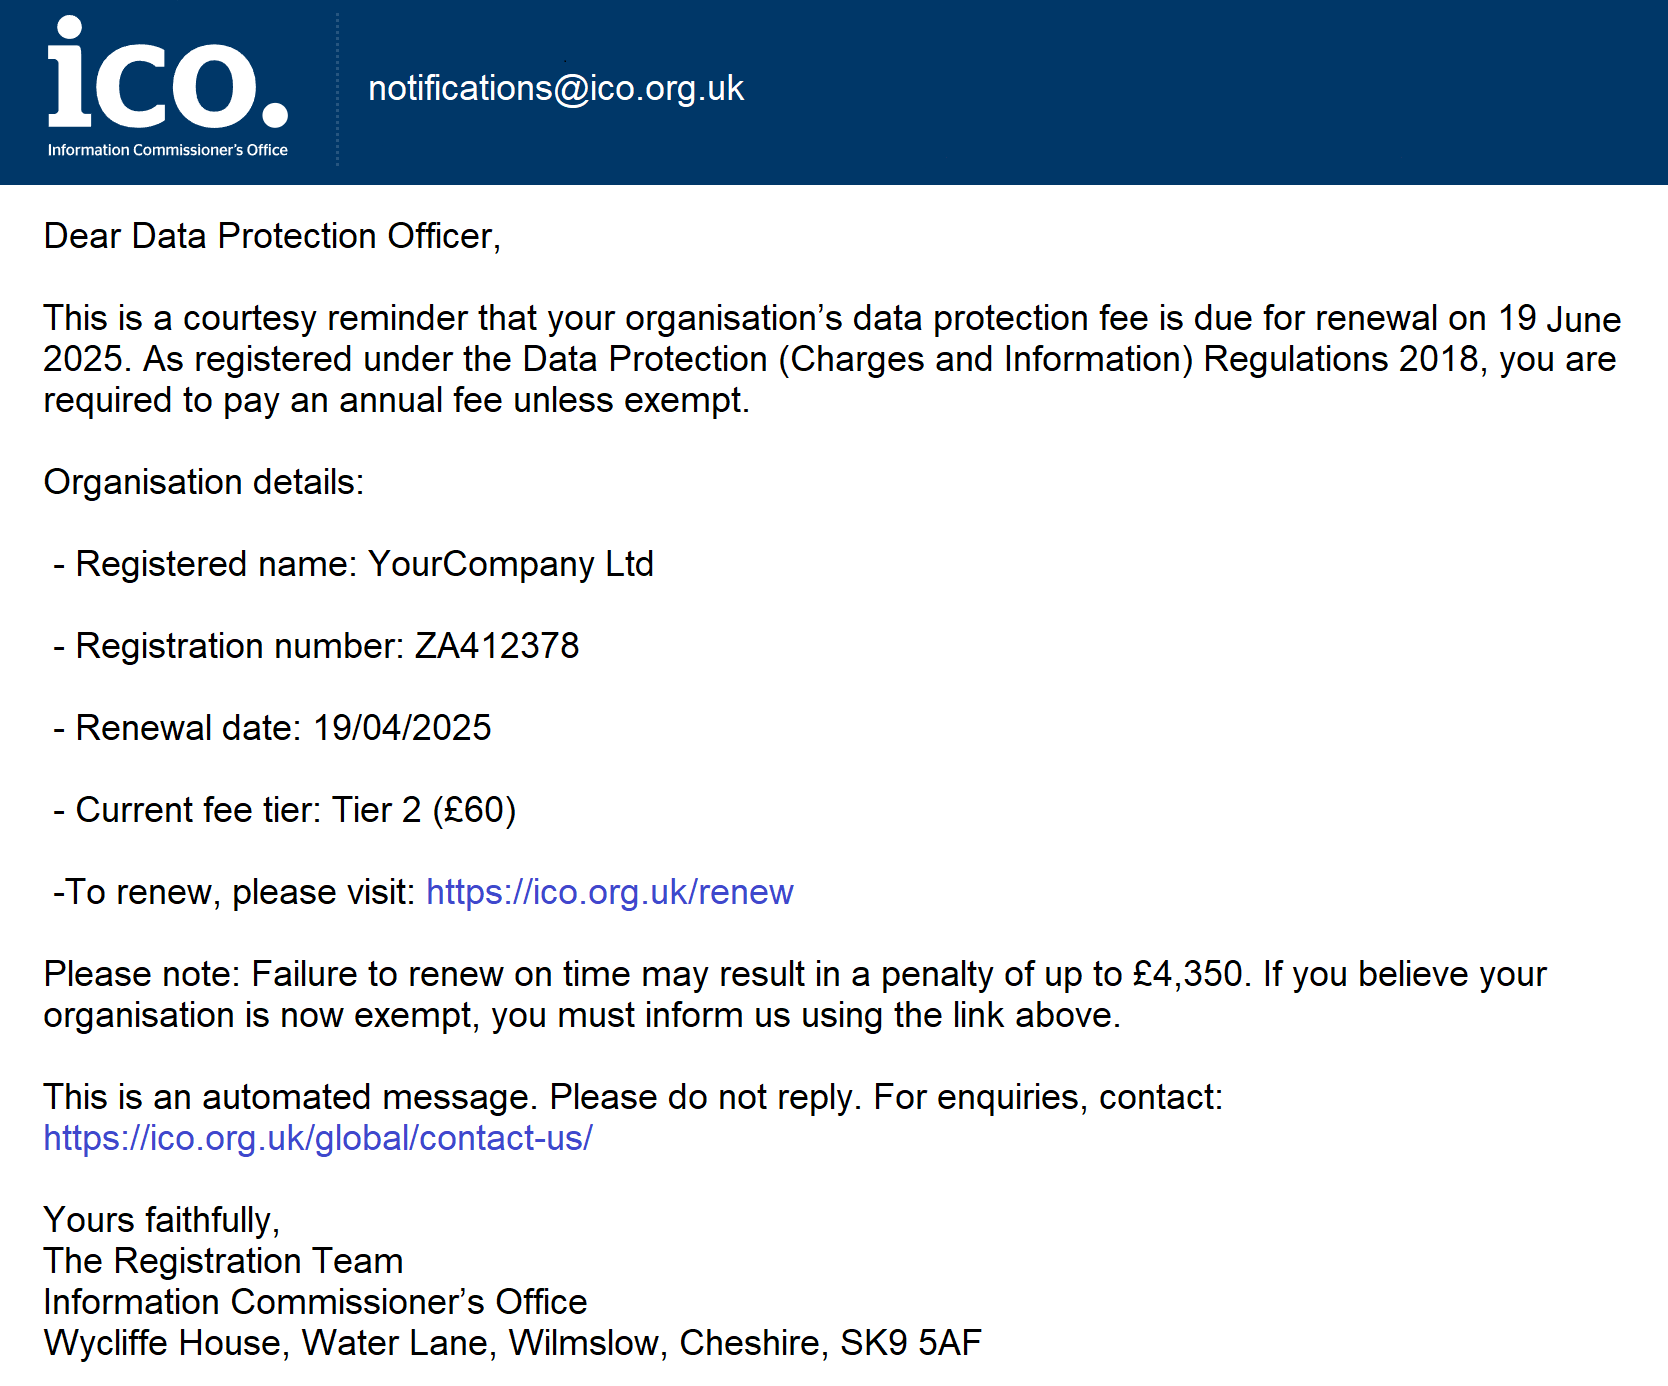 ico.
Information Commissioner's Office
notifications@ico.org.uk
Dear Data Protection Officer,
This is a courtesy reminder that your organisation’s data protection fee is due for renewal on 19 June
2025. As registered under the Data Protection (Charges and Information) Regulations 2018, you are
required to pay an annual fee unless exempt.
Organisation details:
- Registered name: YourCompany Ltd
- Registration number: ZA412378
- Renewal date: 19/04/2025
- Current fee tier: Tier 2 (£60)
-To renew, please visit: https://ico.org.uk/renew
Please note: Failure to renew on time may result in a penalty of up to £4,350. If you believe your
organisation is now exempt, you must inform us using the link above.
This is an automated message. Please do not reply. For enquiries, contact:
https://ico.org.uk/global/contact-us/
Yours faithfully,
The Registration Team
Information Commissioner’s Office
Wycliffe House, Water Lane, Wilmslow, Cheshire, SK9 5AF